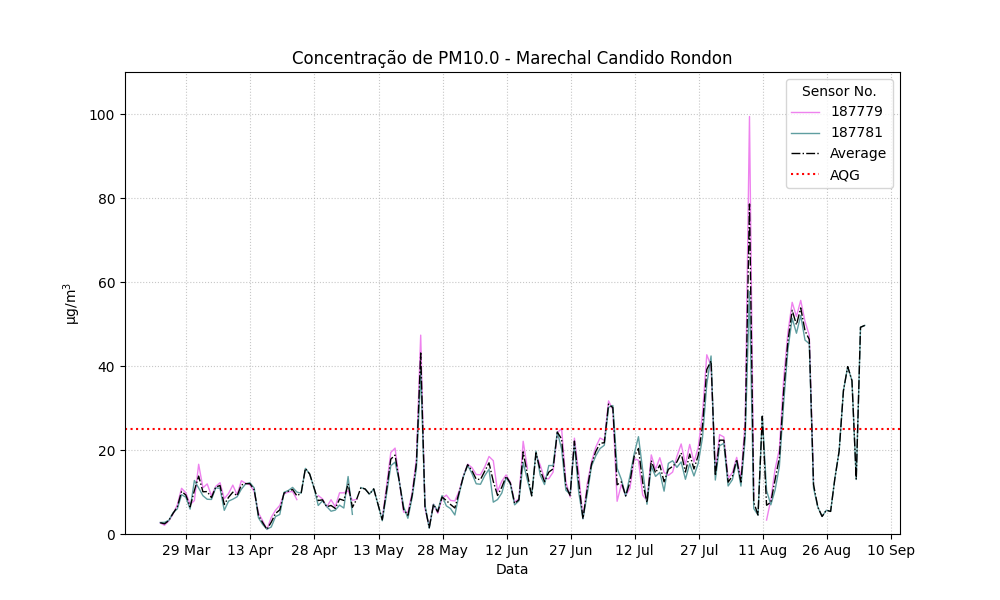 Concentração de PM10.0 - Marechal Candido Rondon
Sensor No.
187779
187781
Average
AQG
100
80
60
40
20
0
µg/m³
29 Mar 13 Apr 28 Apr 13 May 28 May 12 Jun 27 Jun 12 Jul 27 Jul 11 Aug 26 Aug 10 Sep
Data